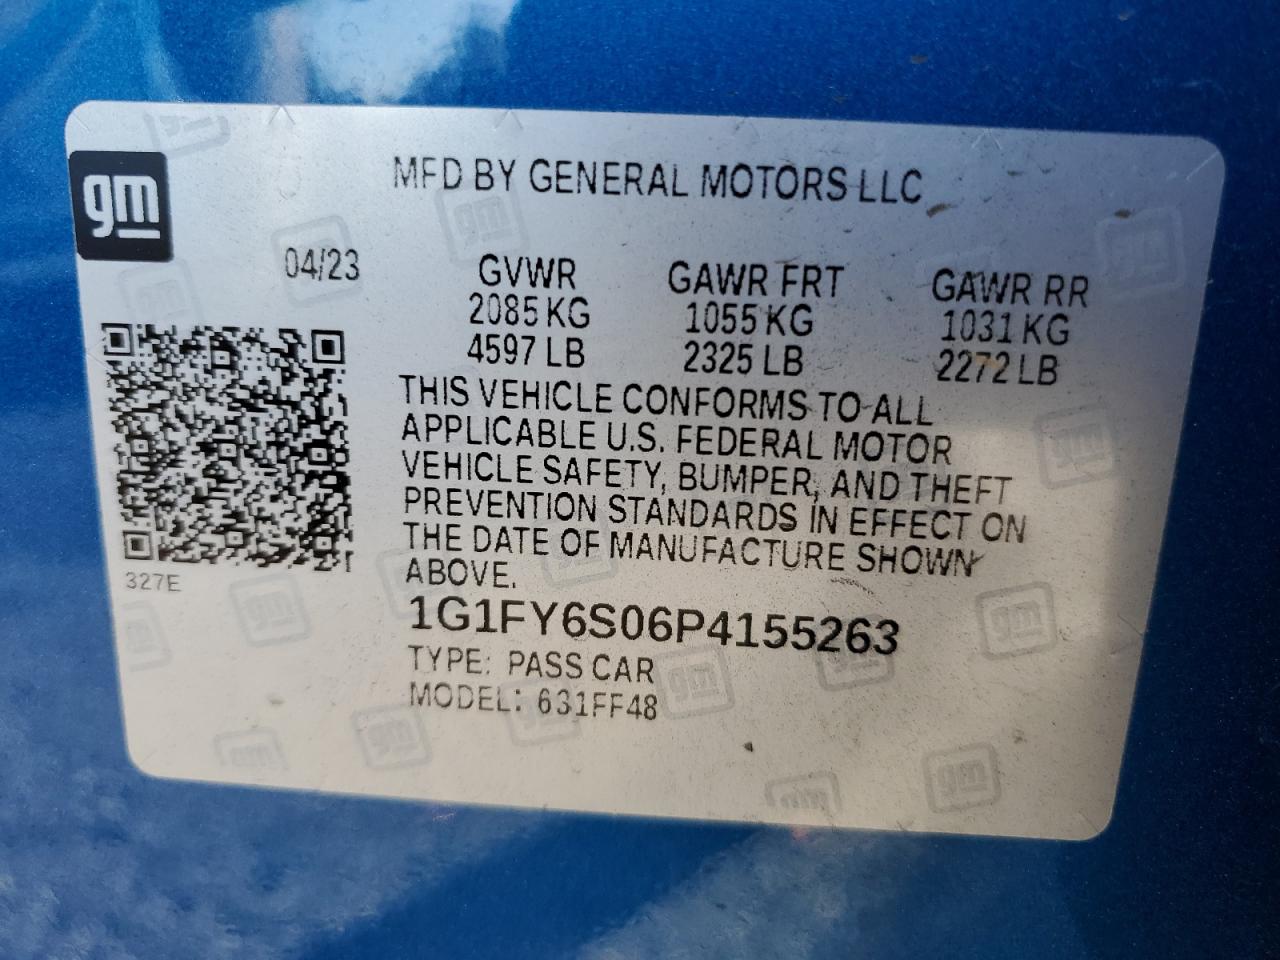 gm
MFD BY GENERAL MOTORS LLC
04/23 GVWR GAWR FRT GAWR RR
2085 KG 1055 KG 1031 KG
4597 LB 2325 LB 2272 LB
THIS VEHICLE CONFORMS TO ALL
APPLICABLE U.S. FEDERAL MOTOR
VEHICLE SAFETY, BUMPER, AND THEFT
PREVENTION STANDARDS IN EFFECT ON
THE DATE OF MANUFACTURE SHOWN
ABOVE.
327E
1G1FY6S06P4155263
TYPE: PASS CAR
MODEL: 631FF48